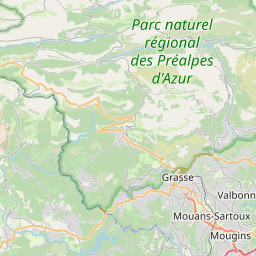 Parc naturel
régional
des Préalpes
d'Azur
Grasse
Valbonn
Mouans-Sartoux
Mougins